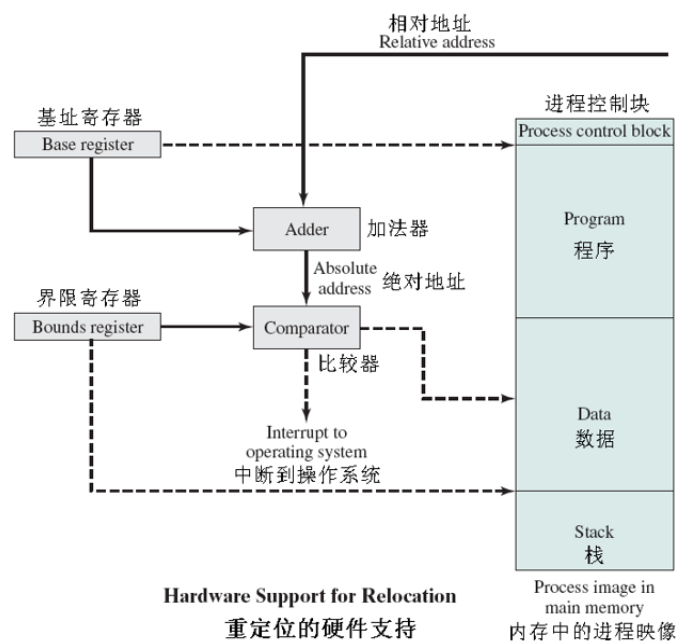 相对地址
Relative address
进程控制块
Process control block
基址寄存器
Base register
Program
程序
Adder
加法器
Absolute
address
绝对地址
界限寄存器
Bounds register
Comparator
比较器
Interrupt to
operating system
中断到操作系统
Data
数据
Stack
栈
Hardware Support for Relocation
重定位的硬件支持
Process image in
main memory
内存中的进程映像